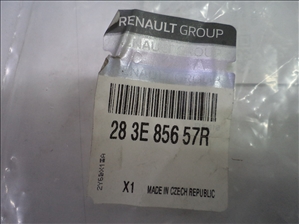 RENAULT GROUP
28 3E 856 57R
X1 MADE IN CZECH REPUBLIC